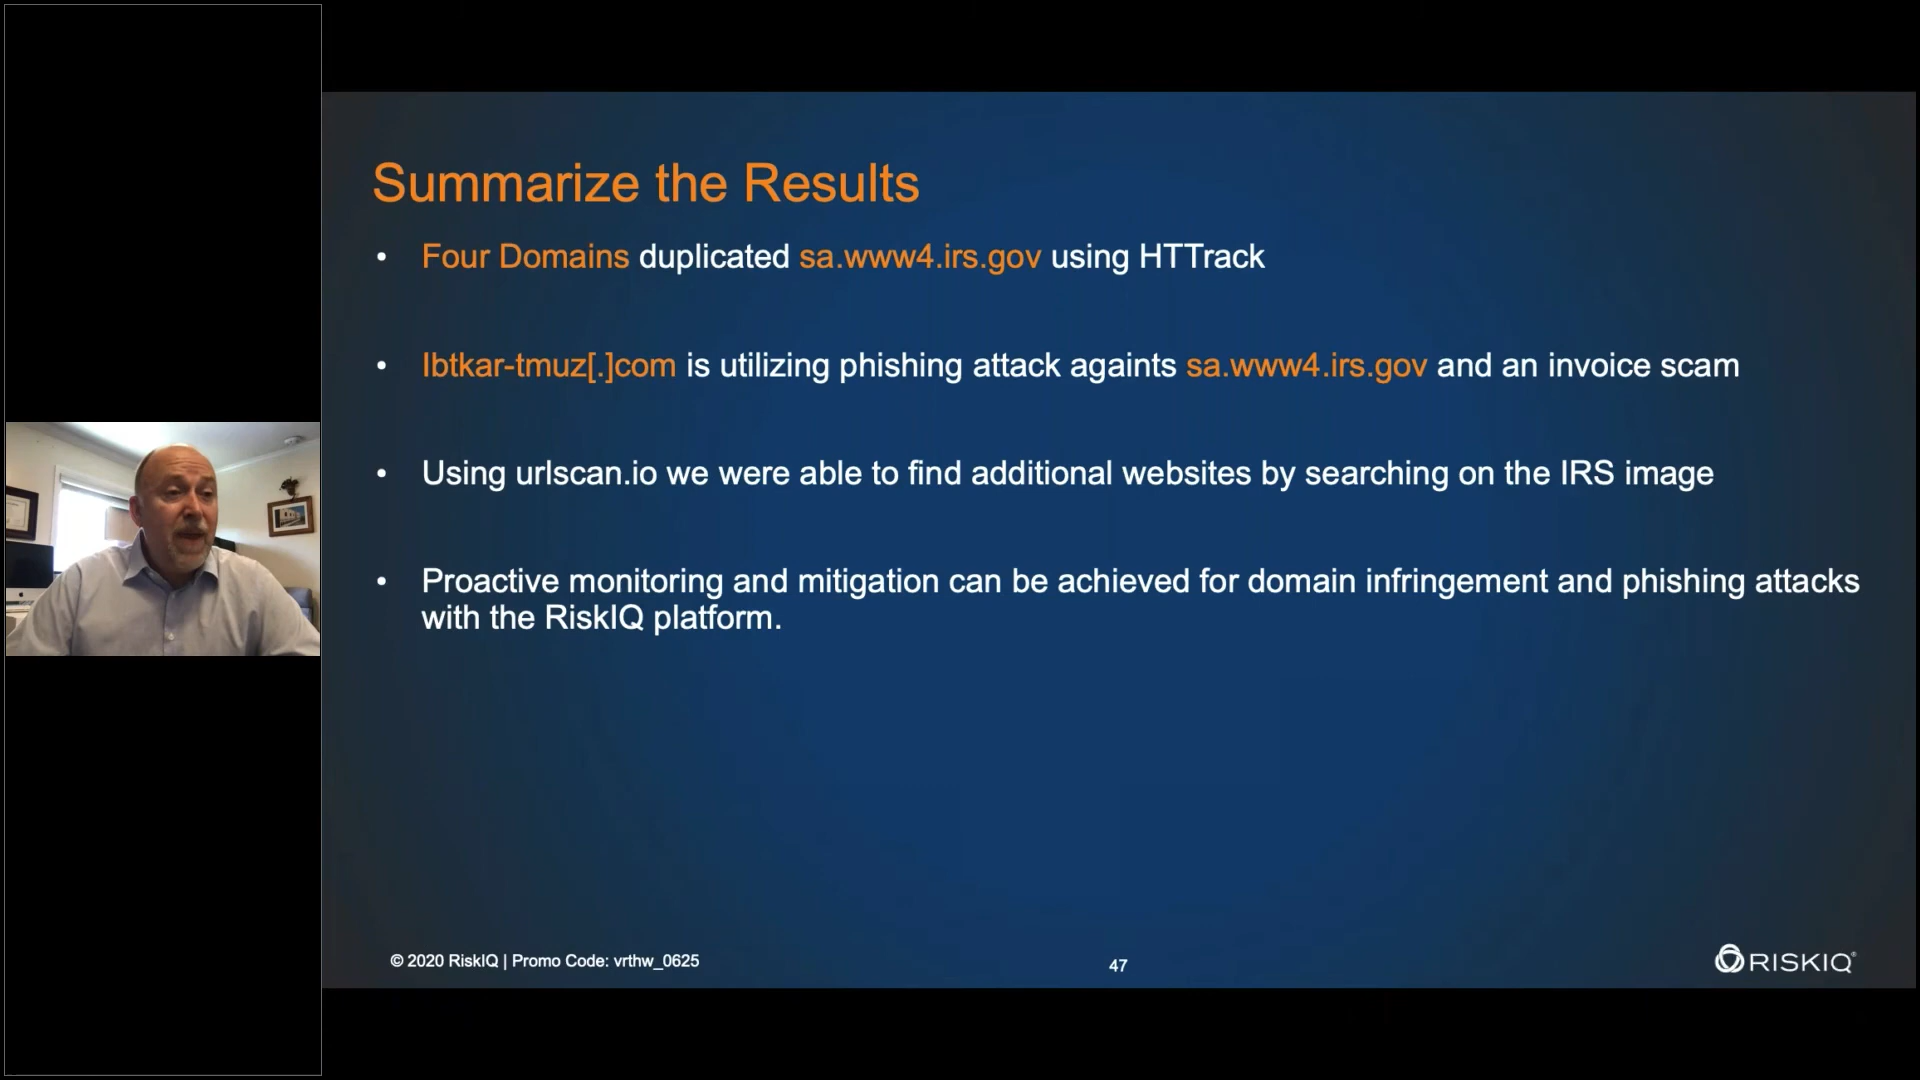 Summarize the Results
• Four Domains duplicated sa.www4.irs.gov using HTTrack
• Ibtkar-tmuz[.]com is utilizing phishing attack againts sa.www4.irs.gov and an invoice scam
• Using urlscan.io we were able to find additional websites by searching on the IRS image
• Proactive monitoring and mitigation can be achieved for domain infringement and phishing attacks
with the RiskIQ platform.
© 2020 RiskIQ | Promo Code: vrthw_0625
47
RISKIQ®